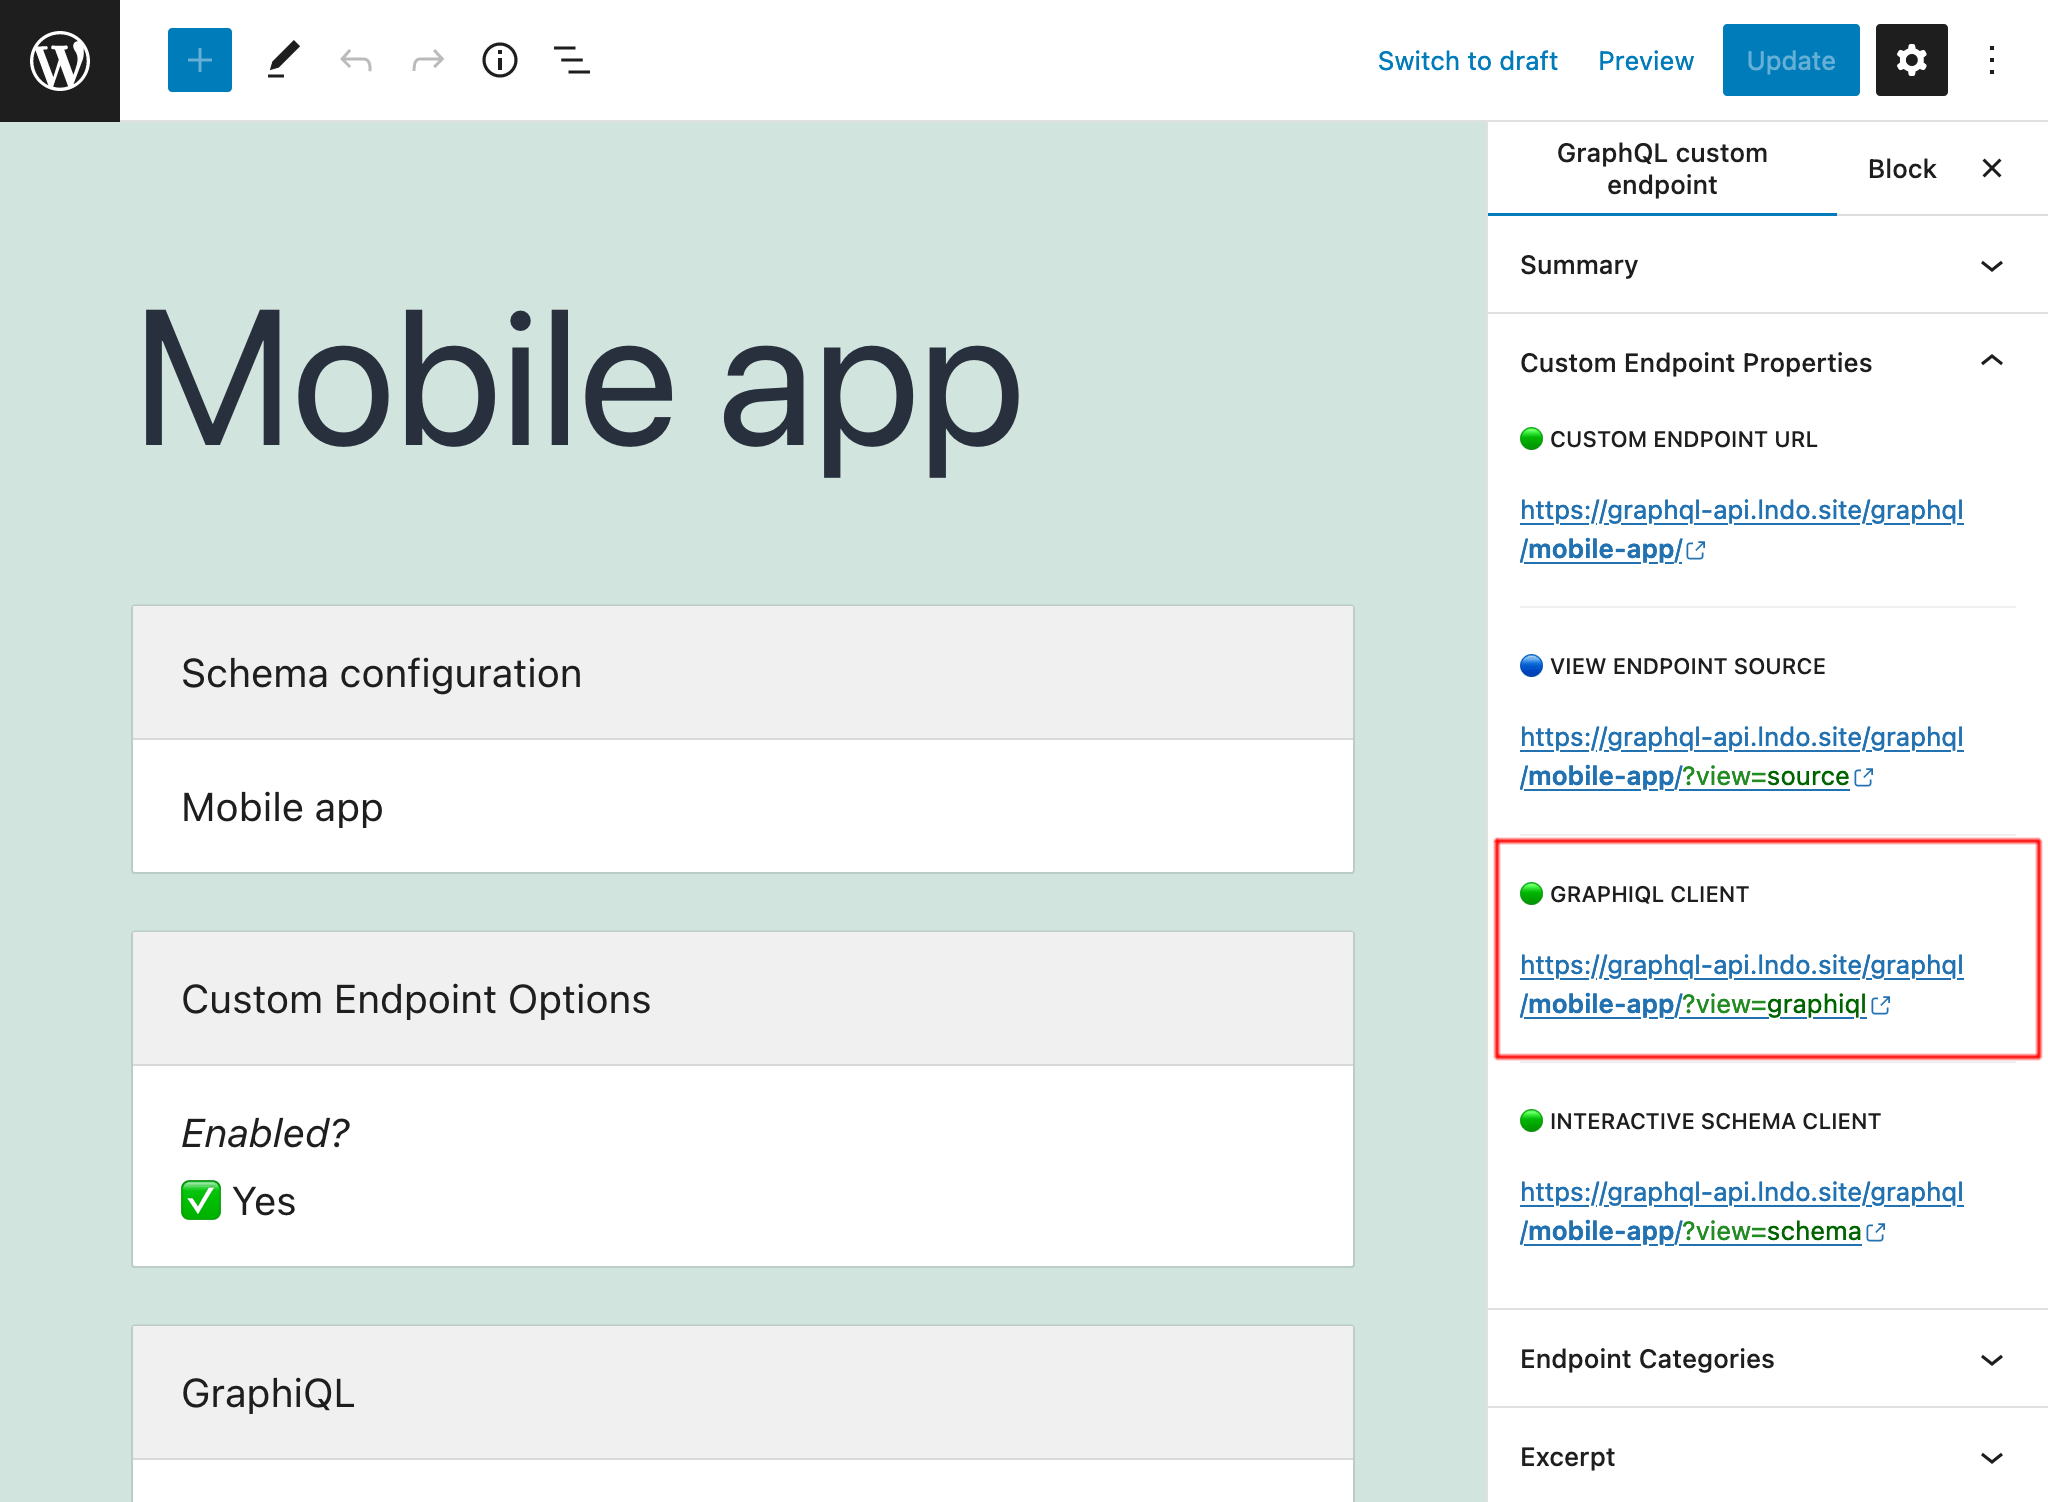 Switch to draft
Preview
Update
GraphQL custom
endpoint
Block
Mobile app
Schema configuration
Mobile app
Custom Endpoint Options
Enabled?
✅ Yes
GraphiQL
Summary
Custom Endpoint Properties
🟢 CUSTOM ENDPOINT URL
https://graphql-api.lndo.site/graphql
/mobile-app/
🔵 VIEW ENDPOINT SOURCE
https://graphql-api.lndo.site/graphql
/mobile-app/?view=source
🟢 GRAPHIQL CLIENT
https://graphql-api.lndo.site/graphql
/mobile-app/?view=graphiql
🟢 INTERACTIVE SCHEMA CLIENT
https://graphql-api.lndo.site/graphql
/mobile-app/?view=schema
Endpoint Categories
Excerpt